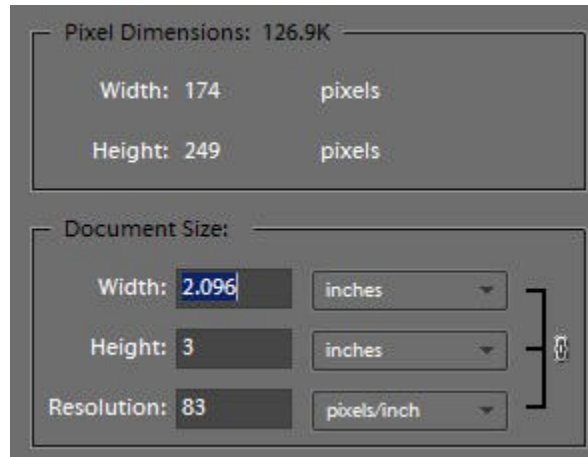 Pixel Dimensions: 126.9K
Width: 174 pixels
Height: 249 pixels
Document Size:
Width: 2.096 inches
Height: 3 inches
Resolution: 83 pixels/inch